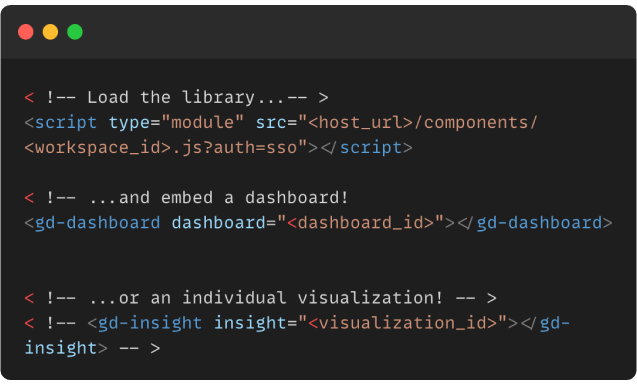 < !-- Load the library...-- >
<script type="module" src="<host_url>/components/
<workspace_id>.js?auth=sso"></script>
< !-- ...and embed a dashboard!
<gd-dashboard dashboard="<dashboard_id>"></gd-dashboard>
< !-- ...or an individual visualization! -- >
< !-- <gd-insight insight="<visualization_id>"></gd-
insight> -- >